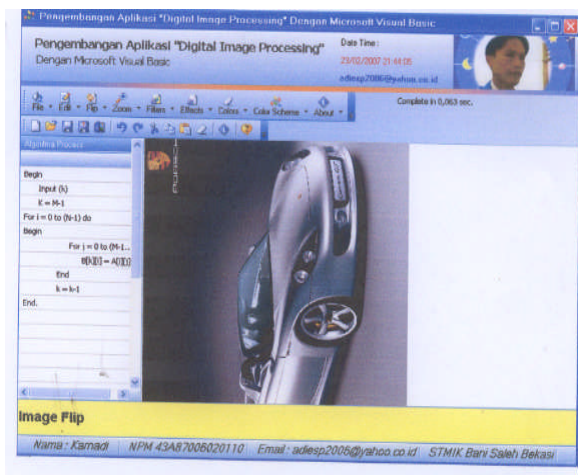 Pengembangan Aplikasi "Digital Image Processing" Dengan Microsoft Visual Basic
Pengembangan Aplikasi "Digital Image Processing"
Dengan Microsoft Visual Basic
Date Time :
23/02/2007 21:44:05
adiesp2006@yahoo.co.id
File Edit Flip Zoom Filters Effects Colors Color Scheme About
Complete in 0,063 sec.
Algoritma Process
Begin
Input (k)
K = M-1
For i = 0 to (N-1) do
Begin
For j = 0 to (M-1..
B[k][i] = A[i][j]
End
k = k-1
End.
Image Flip
Nama : Karnadi NPM 43A87006020110 Email : adiesp2006@yahoo.co.id STMIK Bani Saleh Bekasi